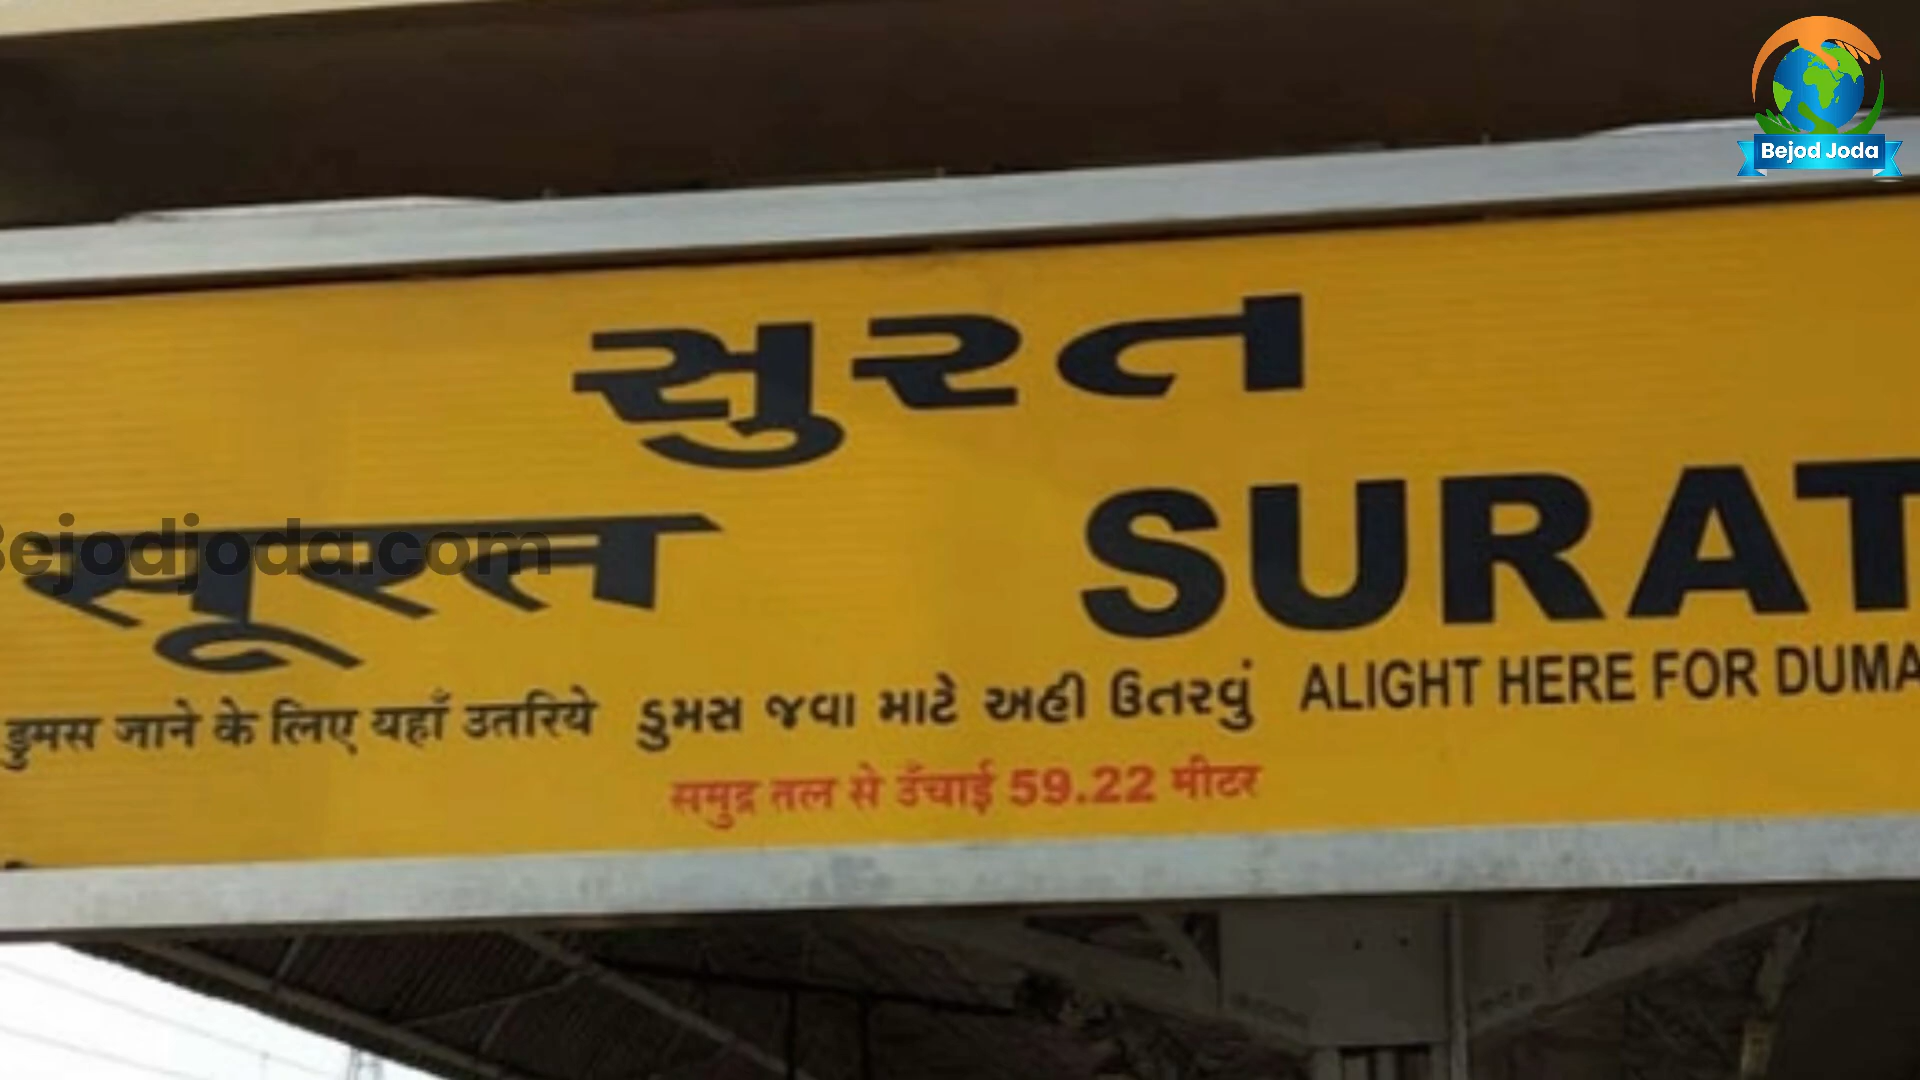 Bejod Joda
સુરત
सूरत
SURAT
Bejodjoda.com
डुमस जाने के लिए यहाँ उतरिये ડુમસ જવા માટે અહી ઉતરવું ALIGHT HERE FOR DUMA
समुद्र तल से उँचाई 59.22 मीटर